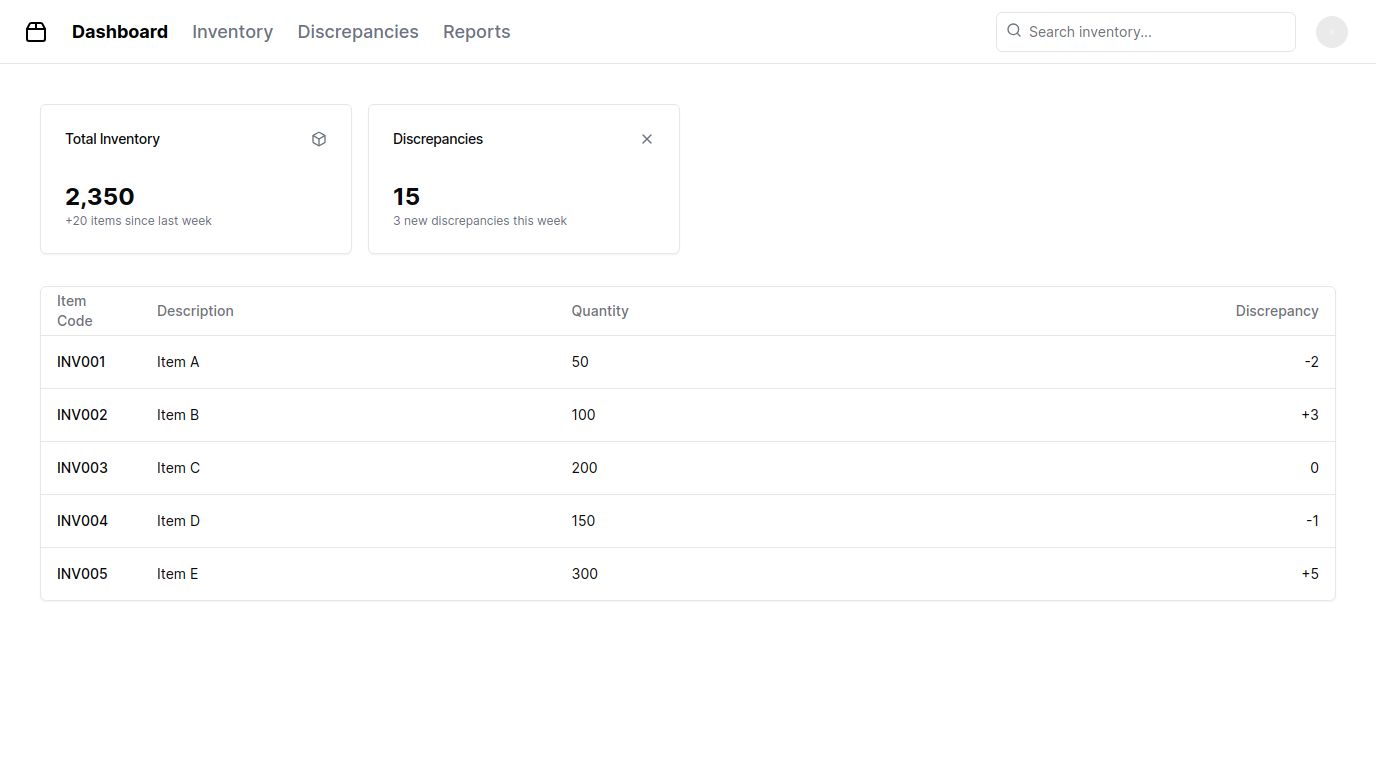 Dashboard Inventory Discrepancies Reports Search inventory...
Total Inventory
2,350
+20 items since last week
Discrepancies
15
3 new discrepancies this week
Item
Code
Description Quantity Discrepancy
INV001 Item A 50 -2
INV002 Item B 100 +3
INV003 Item C 200 0
INV004 Item D 150 -1
INV005 Item E 300 +5